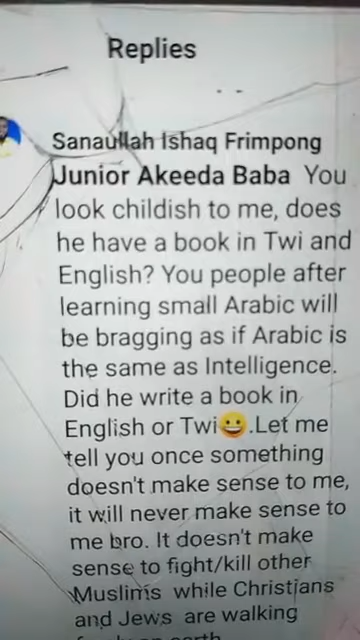 Replies
Sanaullah Ishaq Frimpong
Junior Akeeda Baba You
look childish to me, does
he have a book in Twi and
English? You people after
learning small Arabic will
be bragging as if Arabic is
the same as Intelligence.
Did he write a book in
English or Twi😀.Let me
tell you once something
doesn't make sense to me,
it will never make sense to
me bro. It doesn't make
sense to fight/kill other
Muslims while Christians
and Jews are walking